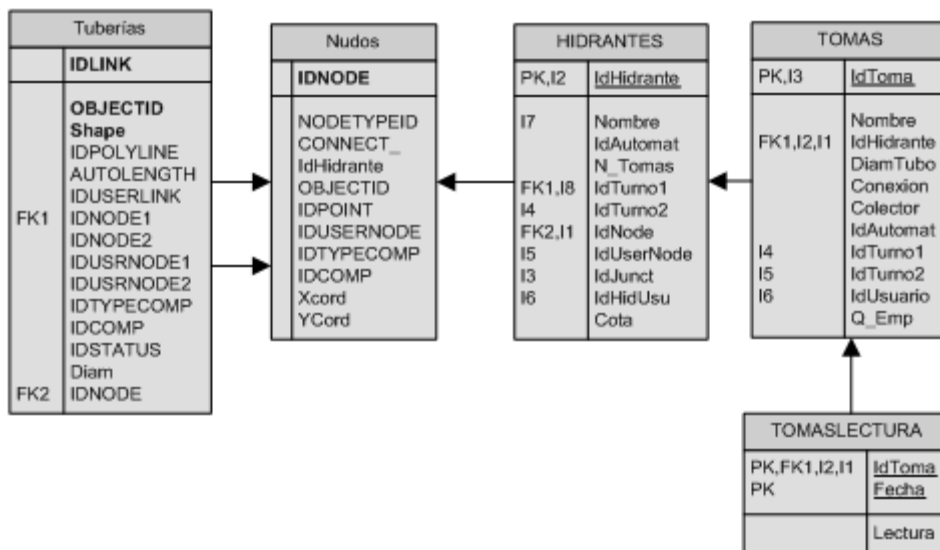 Tuberías
IDLINK
OBJECTID
Shape
IDPOLYLINE
AUTOLENGTH
IDUSERLINK
FK1 IDNODE1
IDNODE2
IDUSRNODE1
IDUSRNODE2
IDTYPECOMP
IDCOMP
IDSTATUS
Diam
FK2 IDNODE
Nudos
IDNODE
NODETYPEID
CONNECT_
IdHidrante
OBJECTID
IDPOINT
IDUSERNODE
IDTYPECOMP
IDCOMP
Xcord
YCord
HIDRANTES
PK,I2 IdHidrante
I7 Nombre
IdAutomat
N_Tomas
FK1,I8 IdTurno1
I4 IdTurno2
FK2,I1 IdNode
I5 IdUserNode
I3 IdJunct
I6 IdHidUsu
Cota
TOMAS
PK,I3 IdToma
Nombre
FK1,I2,I1 IdHidrante
DiamTubo
Conexion
Colector
IdAutomat
I4 IdTurno1
I5 IdTurno2
I6 IdUsuario
Q_Emp
TOMASLECTURA
PK,FK1,I2,I1 IdToma
PK Fecha
Lectura